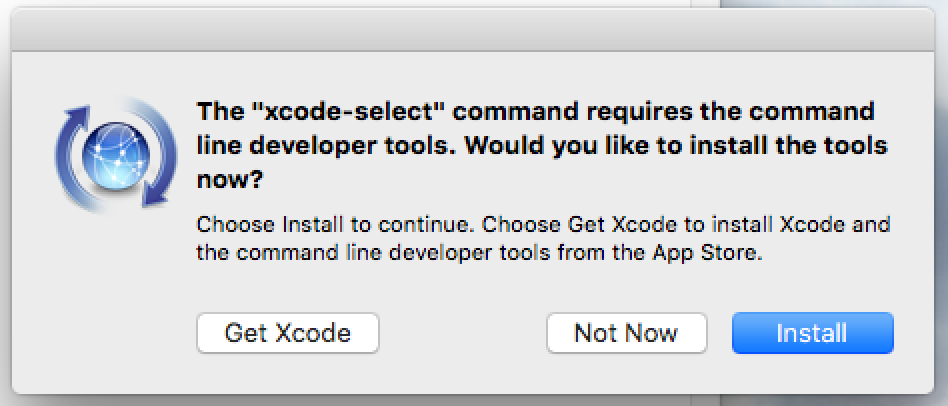 The "xcode-select" command requires the command
line developer tools. Would you like to install the tools
now?
Choose Install to continue. Choose Get Xcode to install Xcode and
the command line developer tools from the App Store.
Get Xcode
Not Now
Install